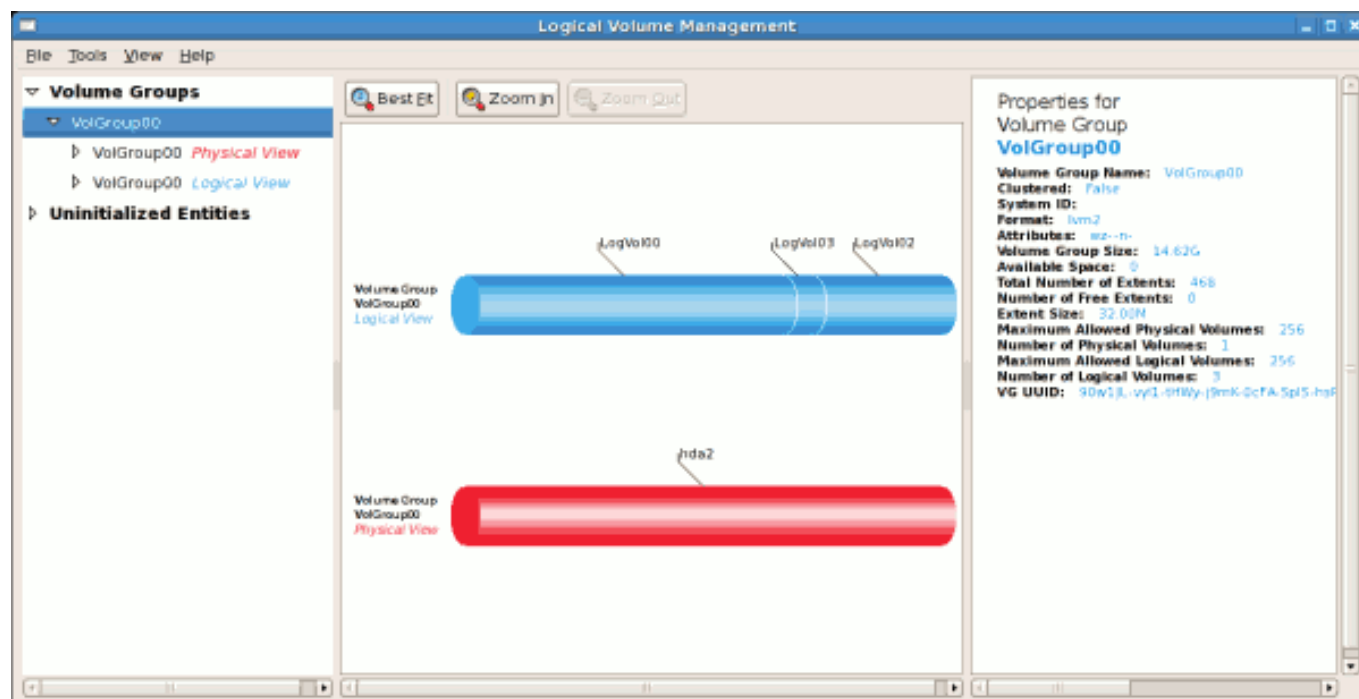 Logical Volume Management
File Tools View Help
Volume Groups
VolGroup00
VolGroup00 Physical View
VolGroup00 Logical View
Uninitialized Entities
Best Fit
Zoom In
Zoom Out
LogVol00
LogVol03
LogVol02
Volume Group
VolGroup00
Logical View
hda2
Volume Group
VolGroup00
Physical View
Properties for
Volume Group
VolGroup00
Volume Group Name: VolGroup00
Clustered: False
System ID:
Format: lvm2
Attributes: wz--n-
Volume Group Size: 14.62G
Available Space: 0
Total Number of Extents: 468
Number of Free Extents: 0
Extent Size: 32.00M
Maximum Allowed Physical Volumes: 256
Number of Physical Volumes: 1
Maximum Allowed Logical Volumes: 256
Number of Logical Volumes: 3
VG UUID: